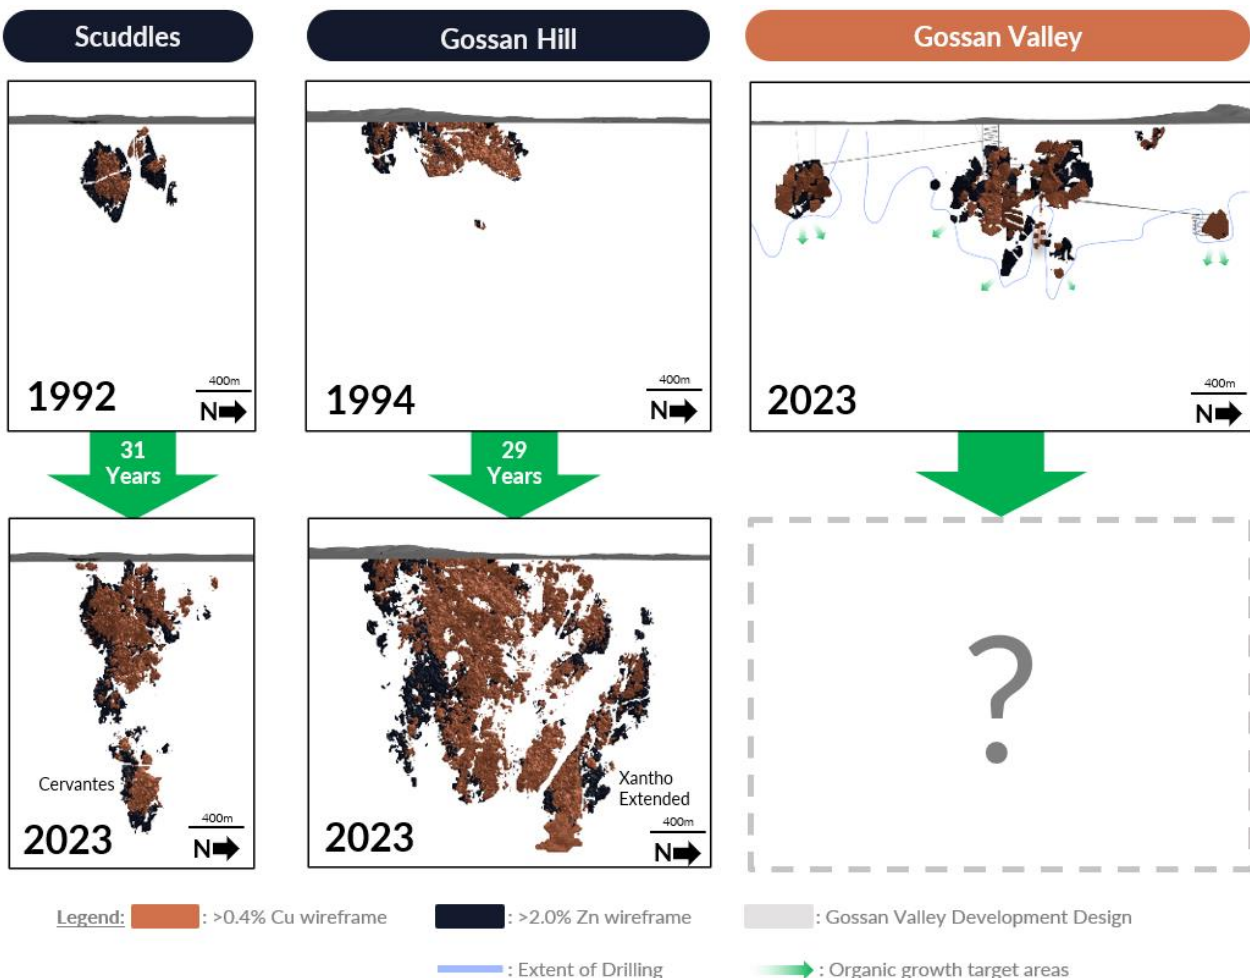 Scuddles
Gossan Hill
Gossan Valley
1992
400m
N
1994
400m
N
2023
400m
N
31
Years
29
Years
Cervantes
2023
400m
N
Xantho
Extended
2023
400m
N
?
Legend: : >0.4% Cu wireframe : >2.0% Zn wireframe : Gossan Valley Development Design
: Extent of Drilling : Organic growth target areas